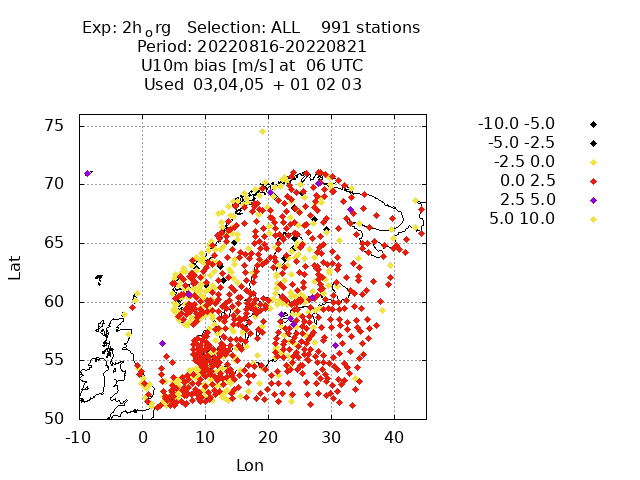 Exp: 2h_o rg   Selection: ALL    991 stations
Period: 20220816-20220821
U10m bias [m/s] at  06 UTC
Used  03,04,05  + 01 02 03
-10.0 -5.0
-5.0 -2.5
-2.5 0.0
0.0 2.5
2.5 5.0
5.0 10.0
75
70
65
60
55
50
Lat
-10 0 10 20 30 40
Lon